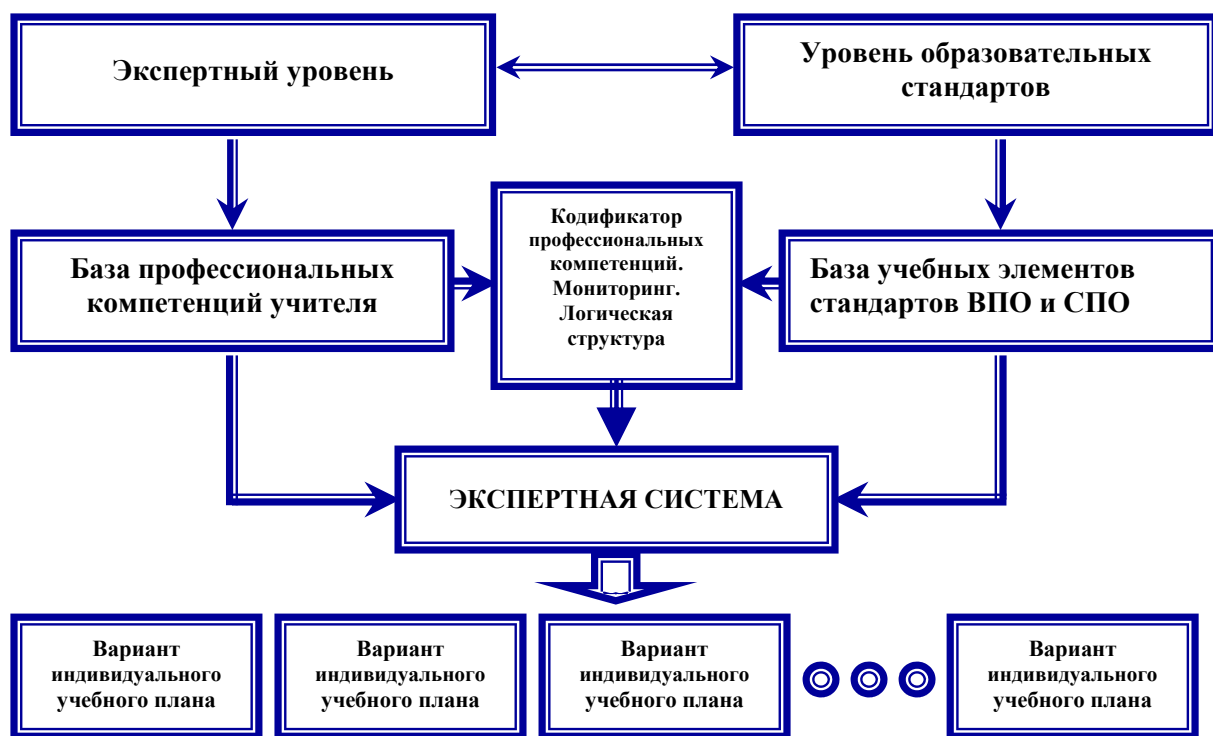 Экспертный уровень
Уровень образовательных
стандартов
База профессиональных
компетенций учителя
Кодификатор
профессиональных
компетенций.
Мониторинг.
Логическая
структура
База учебных элементов
стандартов ВПО и СПО
ЭКСПЕРТНАЯ СИСТЕМА
Вариант
индивидуального
учебного плана
Вариант
индивидуального
учебного плана
Вариант
индивидуального
учебного плана
Вариант
индивидуального
учебного плана